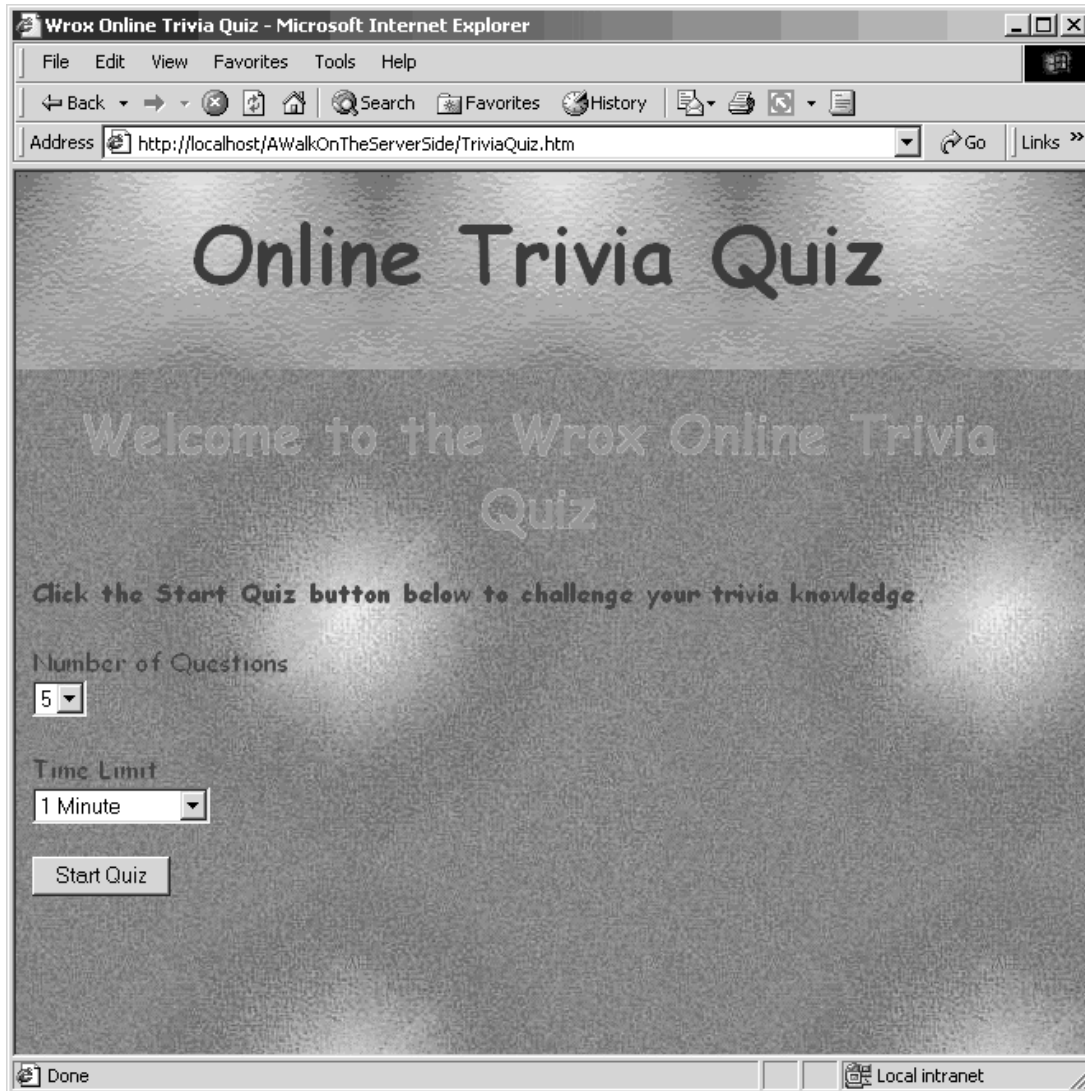 Wrox Online Trivia Quiz - Microsoft Internet Explorer
File Edit View Favorites Tools Help
Back Search Favorites History
Address http://localhost/AWalkOnTheServerSide/TriviaQuiz.htm Go Links »
Online Trivia Quiz
Welcome to the Wrox Online Trivia
Quiz
Click the Start Quiz button below to challenge your trivia knowledge.
Number of Questions
5
Time Limit
1 Minute
Start Quiz
Done Local intranet